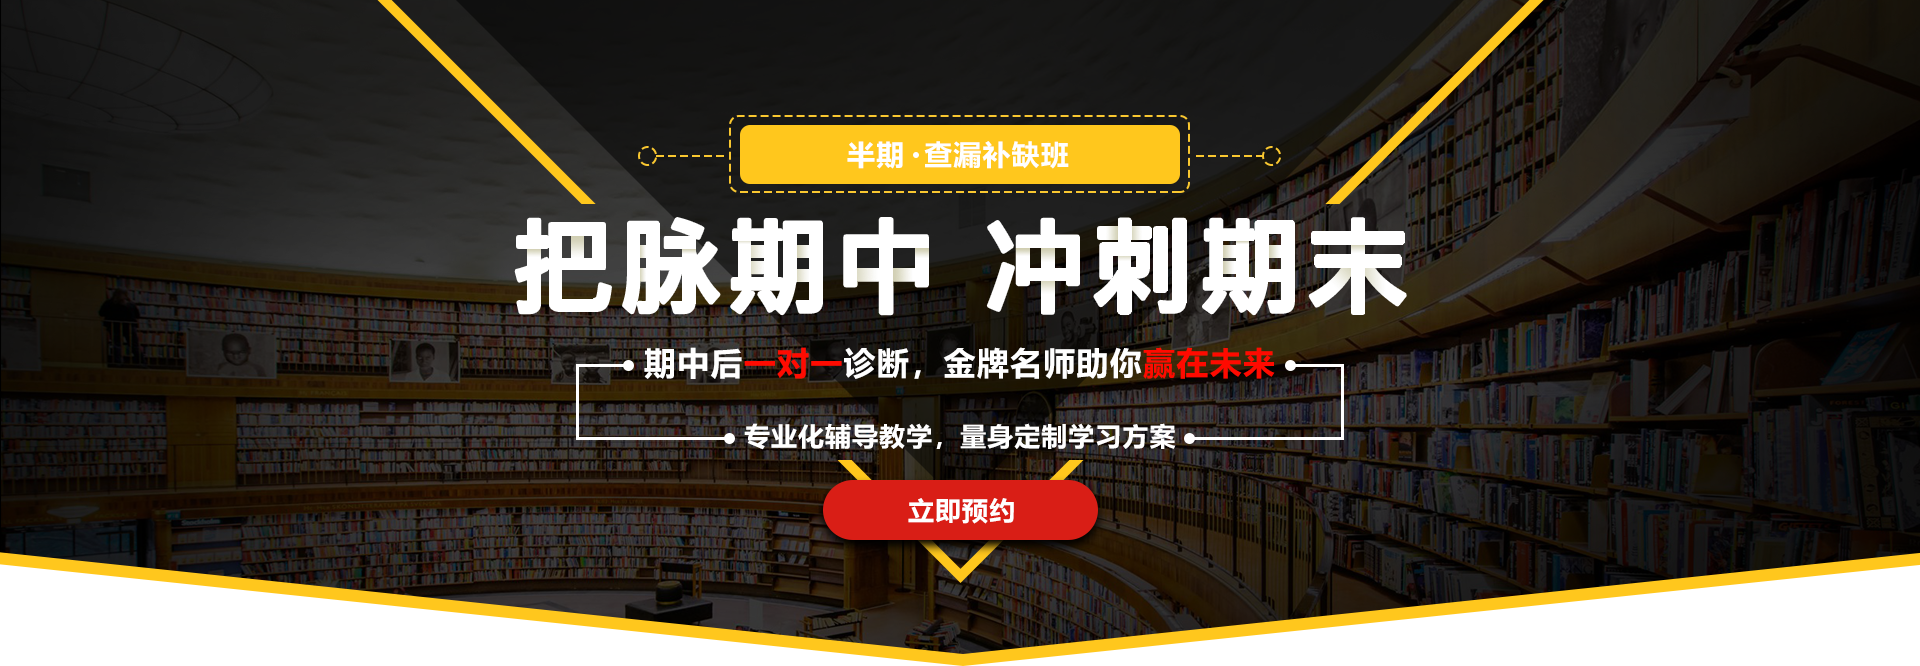 半期·查漏补缺班
把脉期中 冲刺期末
期中后一对一诊断，金牌名师助你赢在未来
专业化辅导教学，量身定制学习方案
立即预约